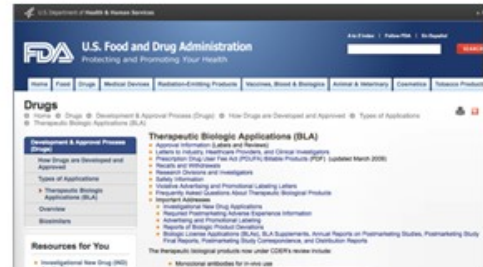 U.S. Department of Health & Human Services
A to Z Index | Follow FDA | En Español
FDA U.S. Food and Drug Administration
Protecting and Promoting Your Health
SEARCH
Home Food Drugs Medical Devices Radiation-Emitting Products Vaccines, Blood & Biologics Animal & Veterinary Cosmetics Tobacco Products
Drugs
Home Drugs Development & Approval Process (Drugs) How Drugs are Developed and Approved Types of Applications
Therapeutic Biologic Applications (BLA)
Development & Approval Process
(Drugs)
How Drugs are Developed and
Approved
Types of Applications
Therapeutic Biologic
Applications (BLA)
Overview
Biosimilars
Resources for You
Investigational New Drug (IND)
Therapeutic Biologic Applications (BLA)
Approval Information (Labels and Reviews)
Letters to Industry, Healthcare Providers, and Clinical Investigators
Prescription Drug User Fee Act (PDUFA) Billable Products (PDF) (updated March 2009)
Recalls and Withdrawals
Research Divisions and Investigators
Safety Information
Violative Advertising and Promotional Labeling Letters
Frequently Asked Questions About Therapeutic Biological Products
Important Addresses
Investigational New Drug Applications
Required Postmarketing Adverse Experience Information
Advertising and Promotional Labeling
Reports of Biologic Product Deviations
Biologic License Applications (BLAs), BLA Supplements, Annual Reports on Postmarketing Studies, Postmarketing Study
Final Reports, Postmarketing Study Correspondence, and Distribution Reports
The therapeutic biological products now under CDER's review include:
Monoclonal antibodies for in-vivo use